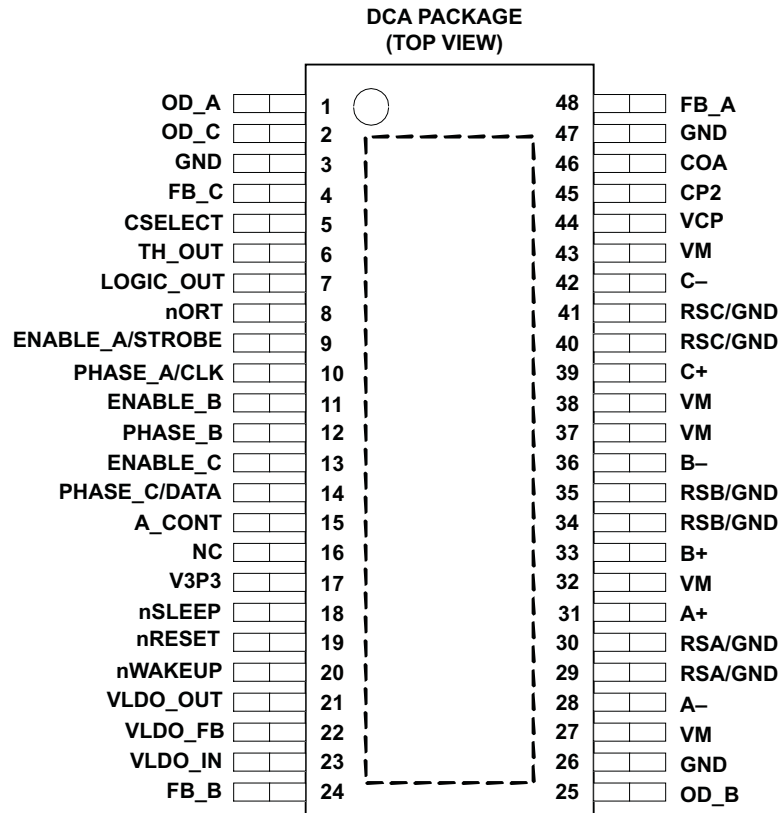 DCA PACKAGE
(TOP VIEW)
OD_A 1 48 FB_A
OD_C 2 47 GND
GND 3 46 COA
FB_C 4 45 CP2
CSELECT 5 44 VCP
TH_OUT 6 43 VM
LOGIC_OUT 7 42 C–
nORT 8 41 RSC/GND
ENABLE_A/STROBE 9 40 RSC/GND
PHASE_A/CLK 10 39 C+
ENABLE_B 11 38 VM
PHASE_B 12 37 VM
ENABLE_C 13 36 B–
PHASE_C/DATA 14 35 RSB/GND
A_CONT 15 34 RSB/GND
NC 16 33 B+
V3P3 17 32 VM
nSLEEP 18 31 A+
nRESET 19 30 RSA/GND
nWAKEUP 20 29 RSA/GND
VLDO_OUT 21 28 A–
VLDO_FB 22 27 VM
VLDO_IN 23 26 GND
FB_B 24 25 OD_B